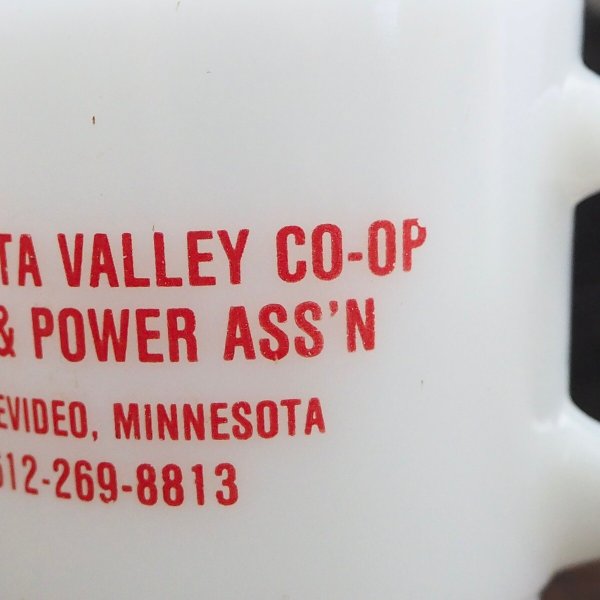 TA VALLEY CO-OP
& POWER ASS'N
EVIDEO, MINNESOTA
612-269-8813